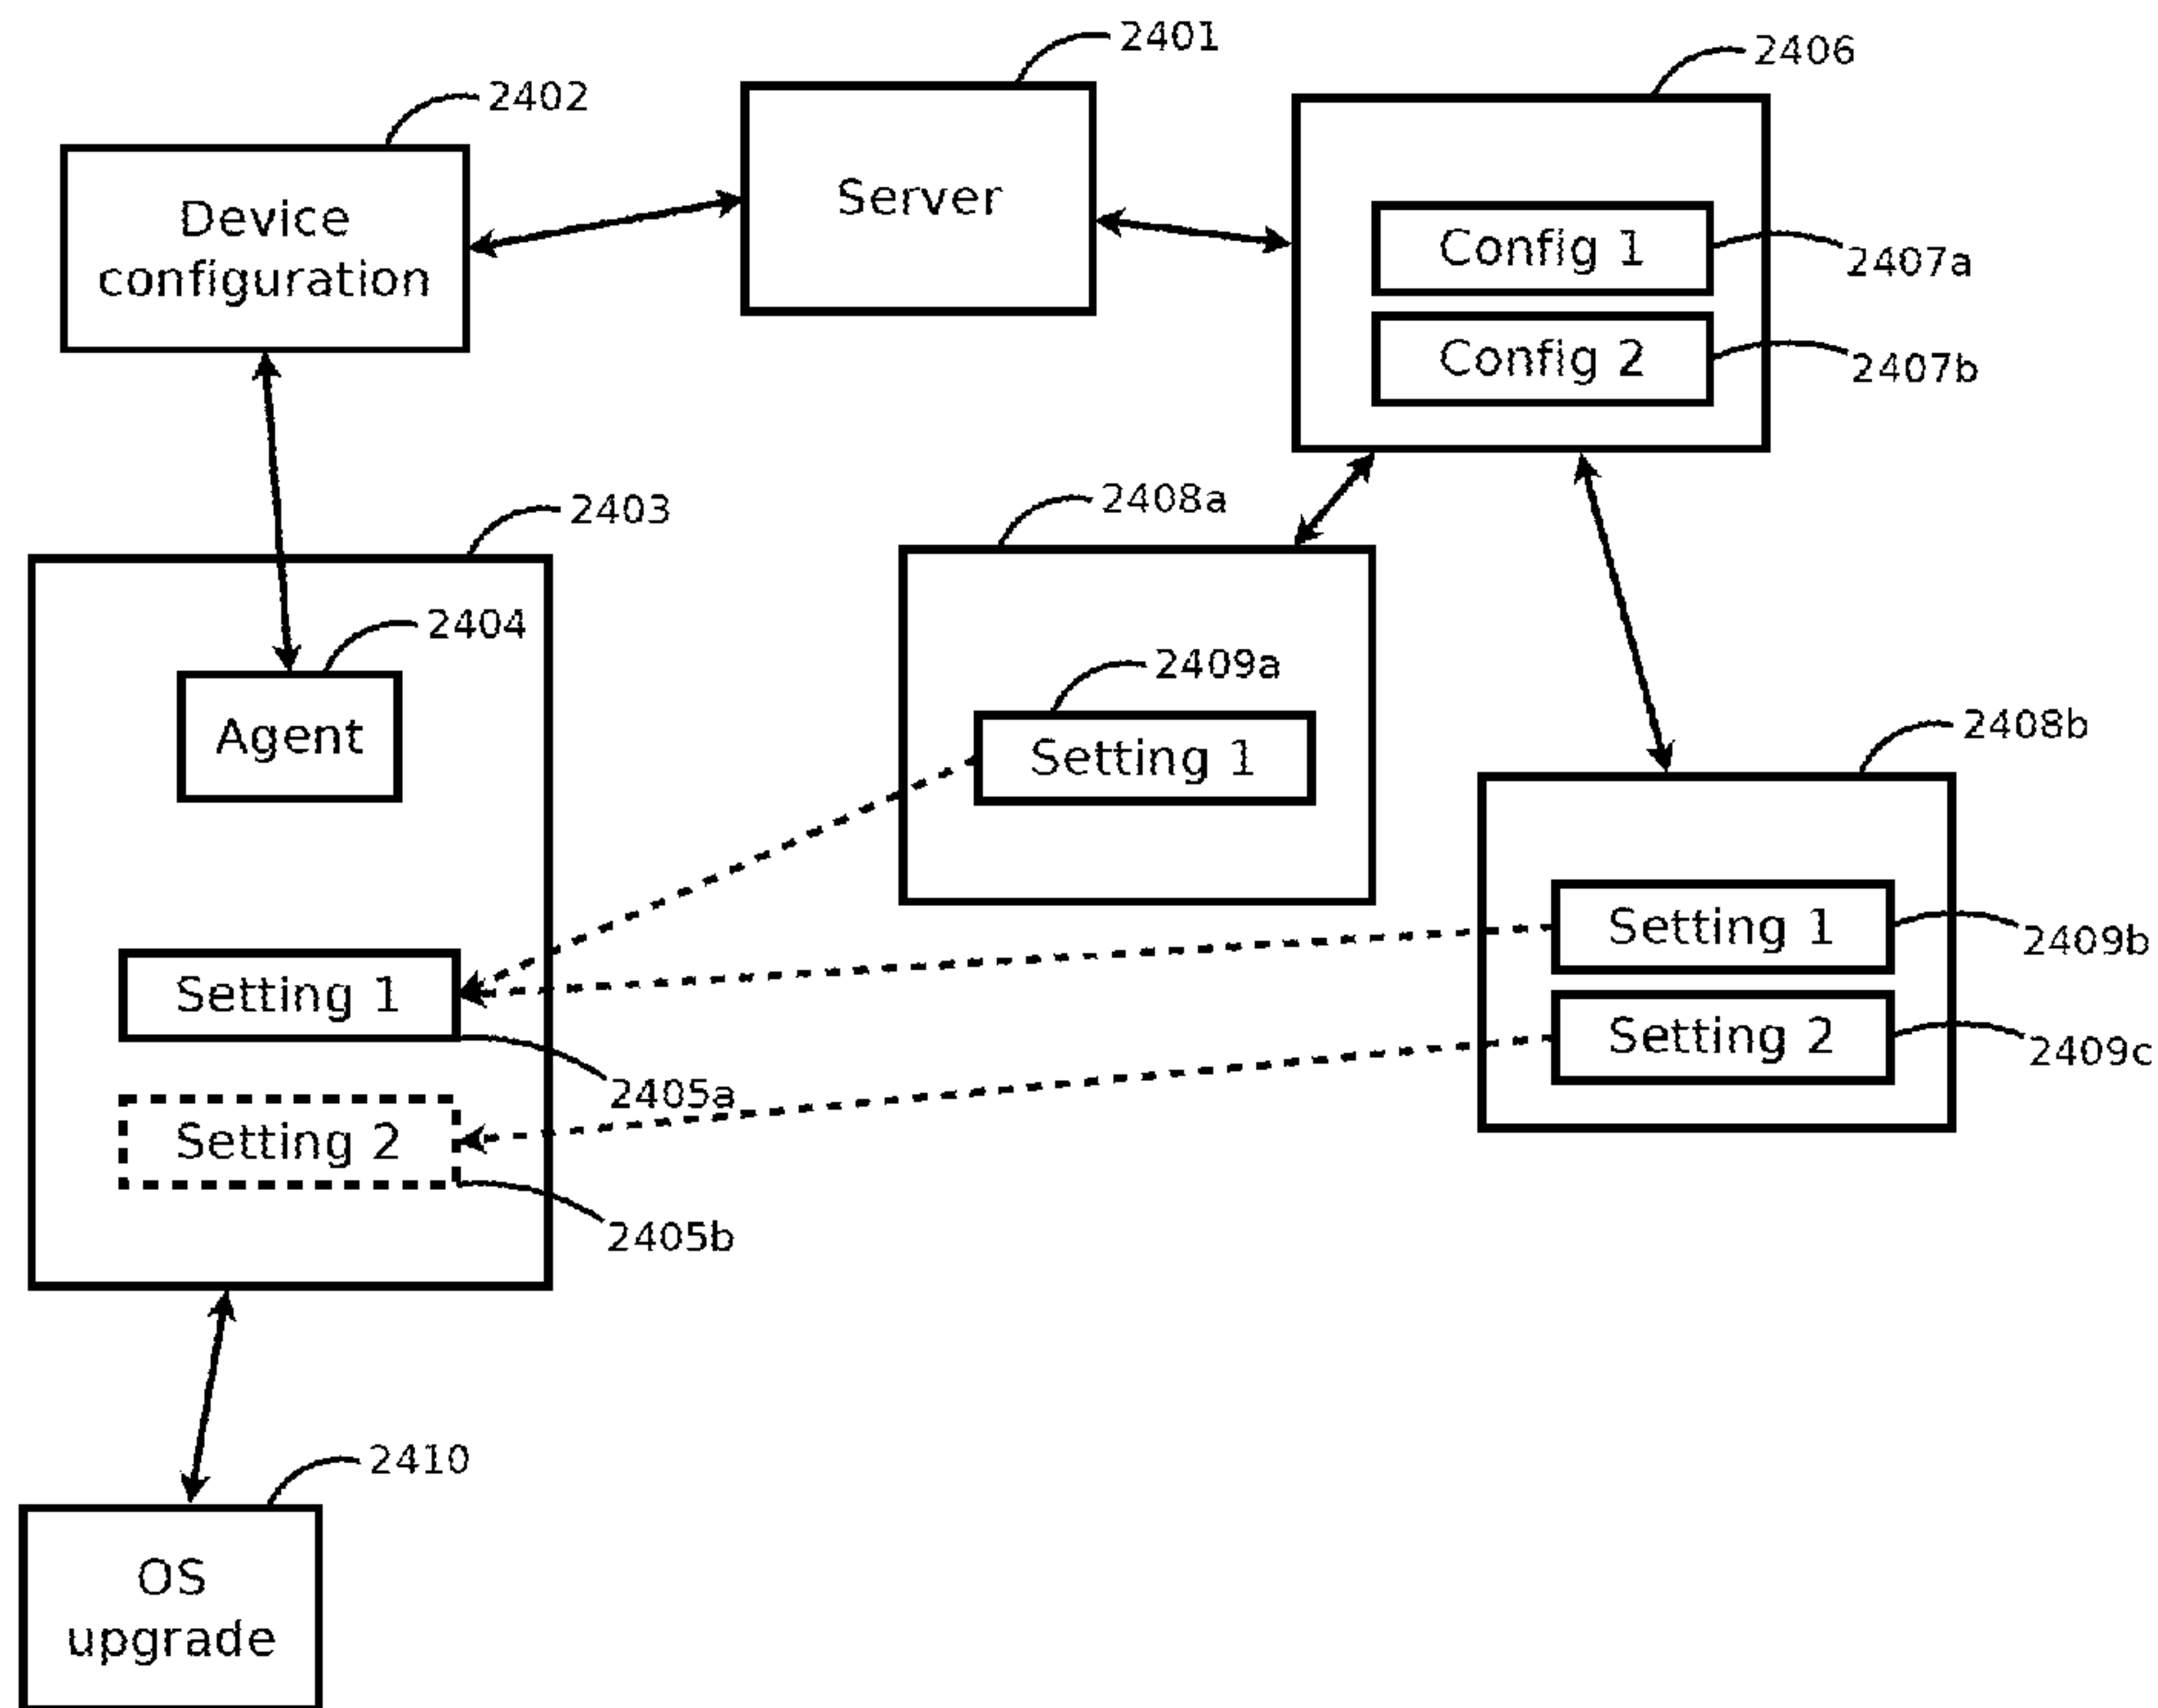 2401
2406
2402
Device
configuration
Server
Config 1
2407a
Config 2
2407b
2403
2408a
2404
2409a
Agent
Setting 1
2408b
Setting 1
2409b
Setting 1
2405a
Setting 2
2409c
Setting 2
2405b
2410
OS
upgrade